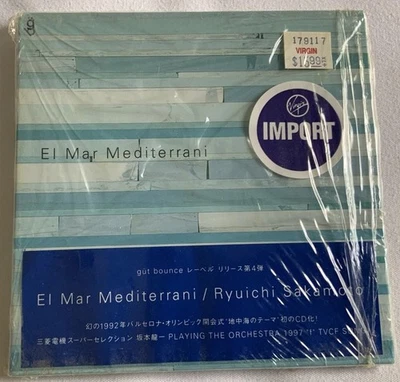 179117
VIRGIN
Virgin
IMPORT
El Mar Mediterrani
güt bounce レーベル リリース第4弾
El Mar Mediterrani / Ryuichi Sakamoto
幻の1992年バルセロナ・オリンピック開会式“地中海のテーマ”初のCD化!
三菱電機スーパーセレクション 坂本龍一 PLAYING THE ORCHESTRA 1997 "f" TVCF